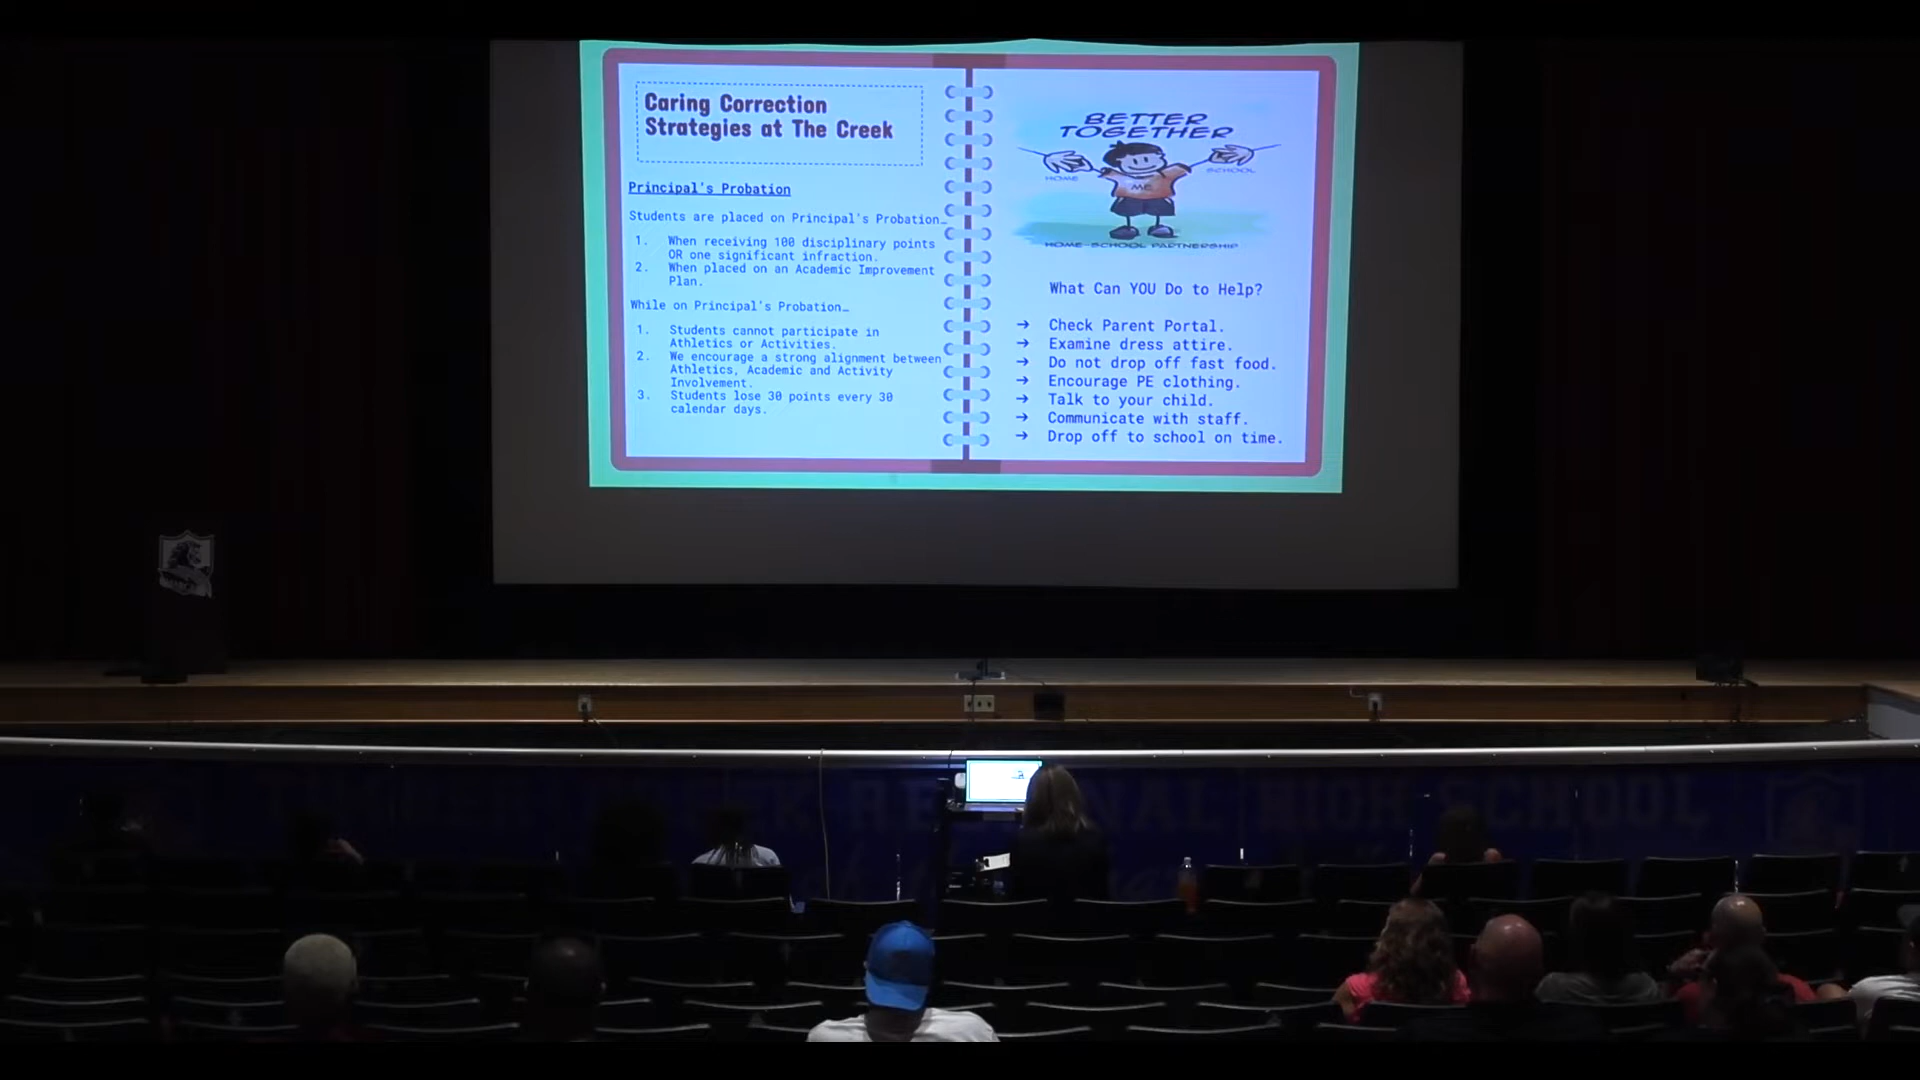 Caring Correction
Strategies at The Creek
Principal's Probation
Students are placed on Principal's Probation…
1. When receiving 100 disciplinary points
OR one significant infraction.
2. When placed on an Academic Improvement
Plan.
While on Principal's Probation…
1. Students cannot participate in
Athletics or Activities.
2. We encourage a strong alignment between
Athletics, Academic and Activity
Involvement.
3. Students lose 30 points every 30
calendar days.
BETTER
TOGETHER
HOME
SCHOOL
ME
HOME-SCHOOL PARTNERSHIP
What Can YOU Do to Help?
→ Check Parent Portal.
→ Examine dress attire.
→ Do not drop off fast food.
→ Encourage PE clothing.
→ Talk to your child.
→ Communicate with staff.
→ Drop off to school on time.
REGIONAL HIGH SCHOOL